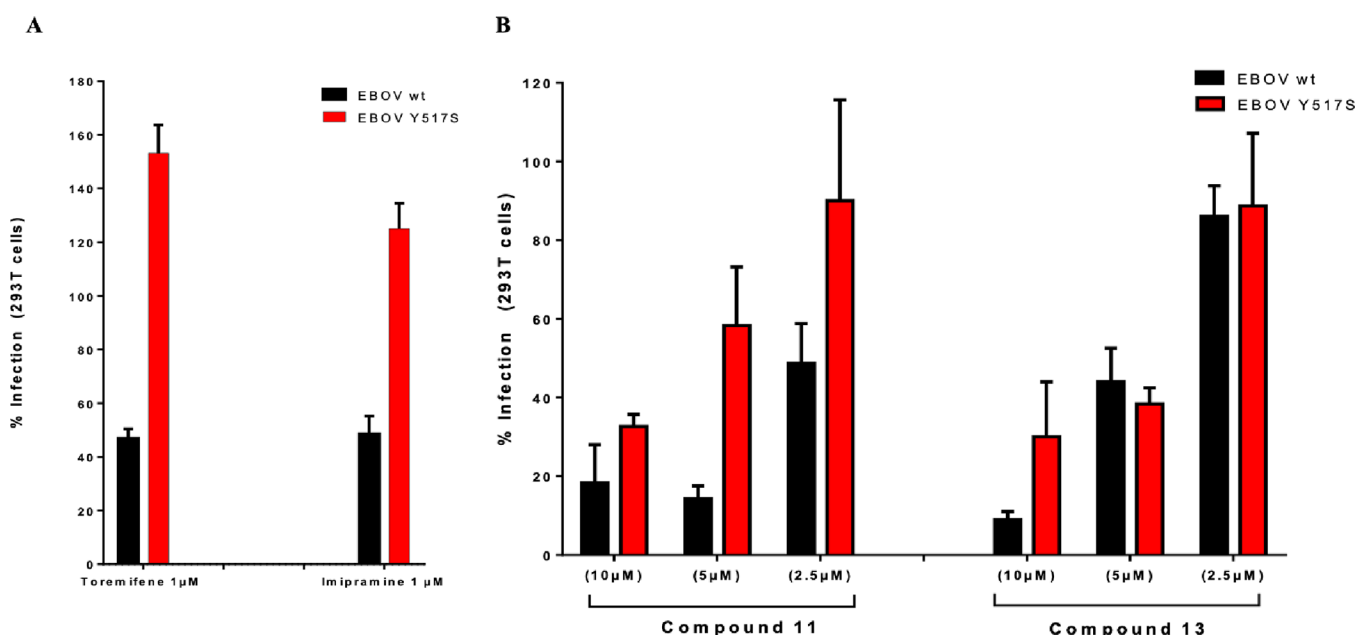 A
B
% Infection (293T cells)
180
160
140
120
100
80
60
40
20
0
EBOV wt
EBOV Y517S
Toremifene 1µM
Imipramine 1 µM
% Infection (293T cells)
120
100
80
60
40
20
0
EBOV wt
EBOV Y517S
(10µM) (5µM) (2.5µM) (10µM) (5µM) (2.5µM)
Compound 11
Compound 13